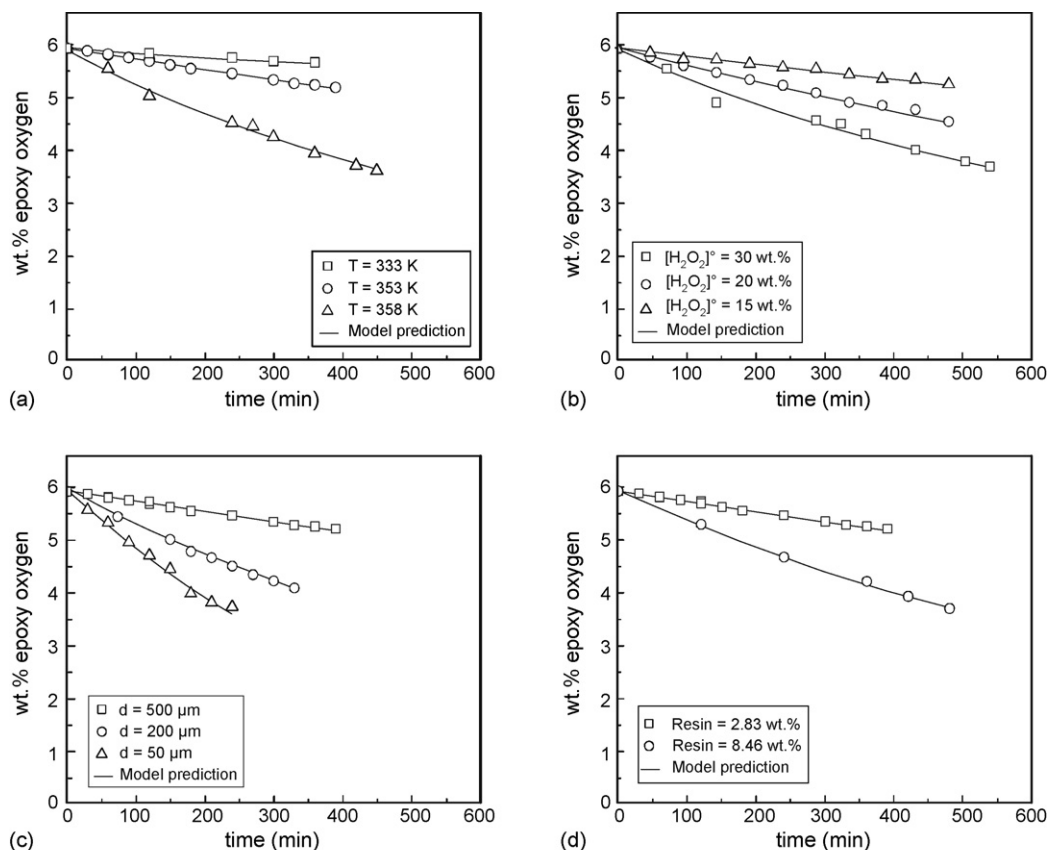 wt.% epoxy oxygen
6
5
4
3
2
1
0
T = 333 K
T = 353 K
T = 358 K
Model prediction
0 100 200 300 400 500 600
(a) time (min)
wt.% epoxy oxygen
6
5
4
3
2
1
0
[H₂O₂]° = 30 wt.%
[H₂O₂]° = 20 wt.%
[H₂O₂]° = 15 wt.%
Model prediction
0 100 200 300 400 500 600
(b) time (min)
wt.% epoxy oxygen
6
5
4
3
2
1
0
d = 500 µm
d = 200 µm
d = 50 µm
Model prediction
0 100 200 300 400 500 600
(c) time (min)
wt.% epoxy oxygen
6
5
4
3
2
1
0
Resin = 2.83 wt.%
Resin = 8.46 wt.%
Model prediction
0 100 200 300 400 500 600
(d) time (min)